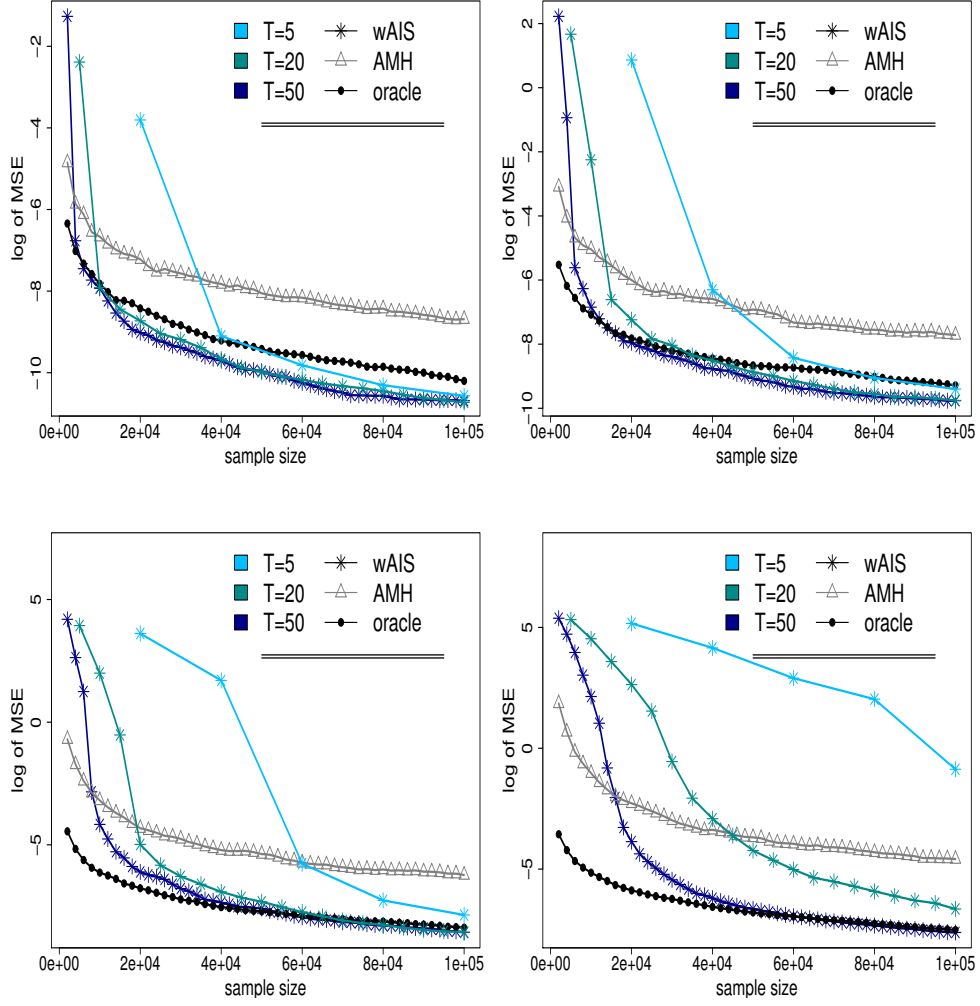 T=5 wAIS
T=20 AMH
T=50 oracle
log of MSE
-2
-4
-6
-8
-10
0e+00 2e+04 4e+04 6e+04 8e+04 1e+05
sample size
T=5 wAIS
T=20 AMH
T=50 oracle
log of MSE
2
0
-2
-4
-6
-8
-10
0e+00 2e+04 4e+04 6e+04 8e+04 1e+05
sample size
T=5 wAIS
T=20 AMH
T=50 oracle
log of MSE
5
0
-5
0e+00 2e+04 4e+04 6e+04 8e+04 1e+05
sample size
T=5 wAIS
T=20 AMH
T=50 oracle
log of MSE
5
0
-5
0e+00 2e+04 4e+04 6e+04 8e+04 1e+05
sample size